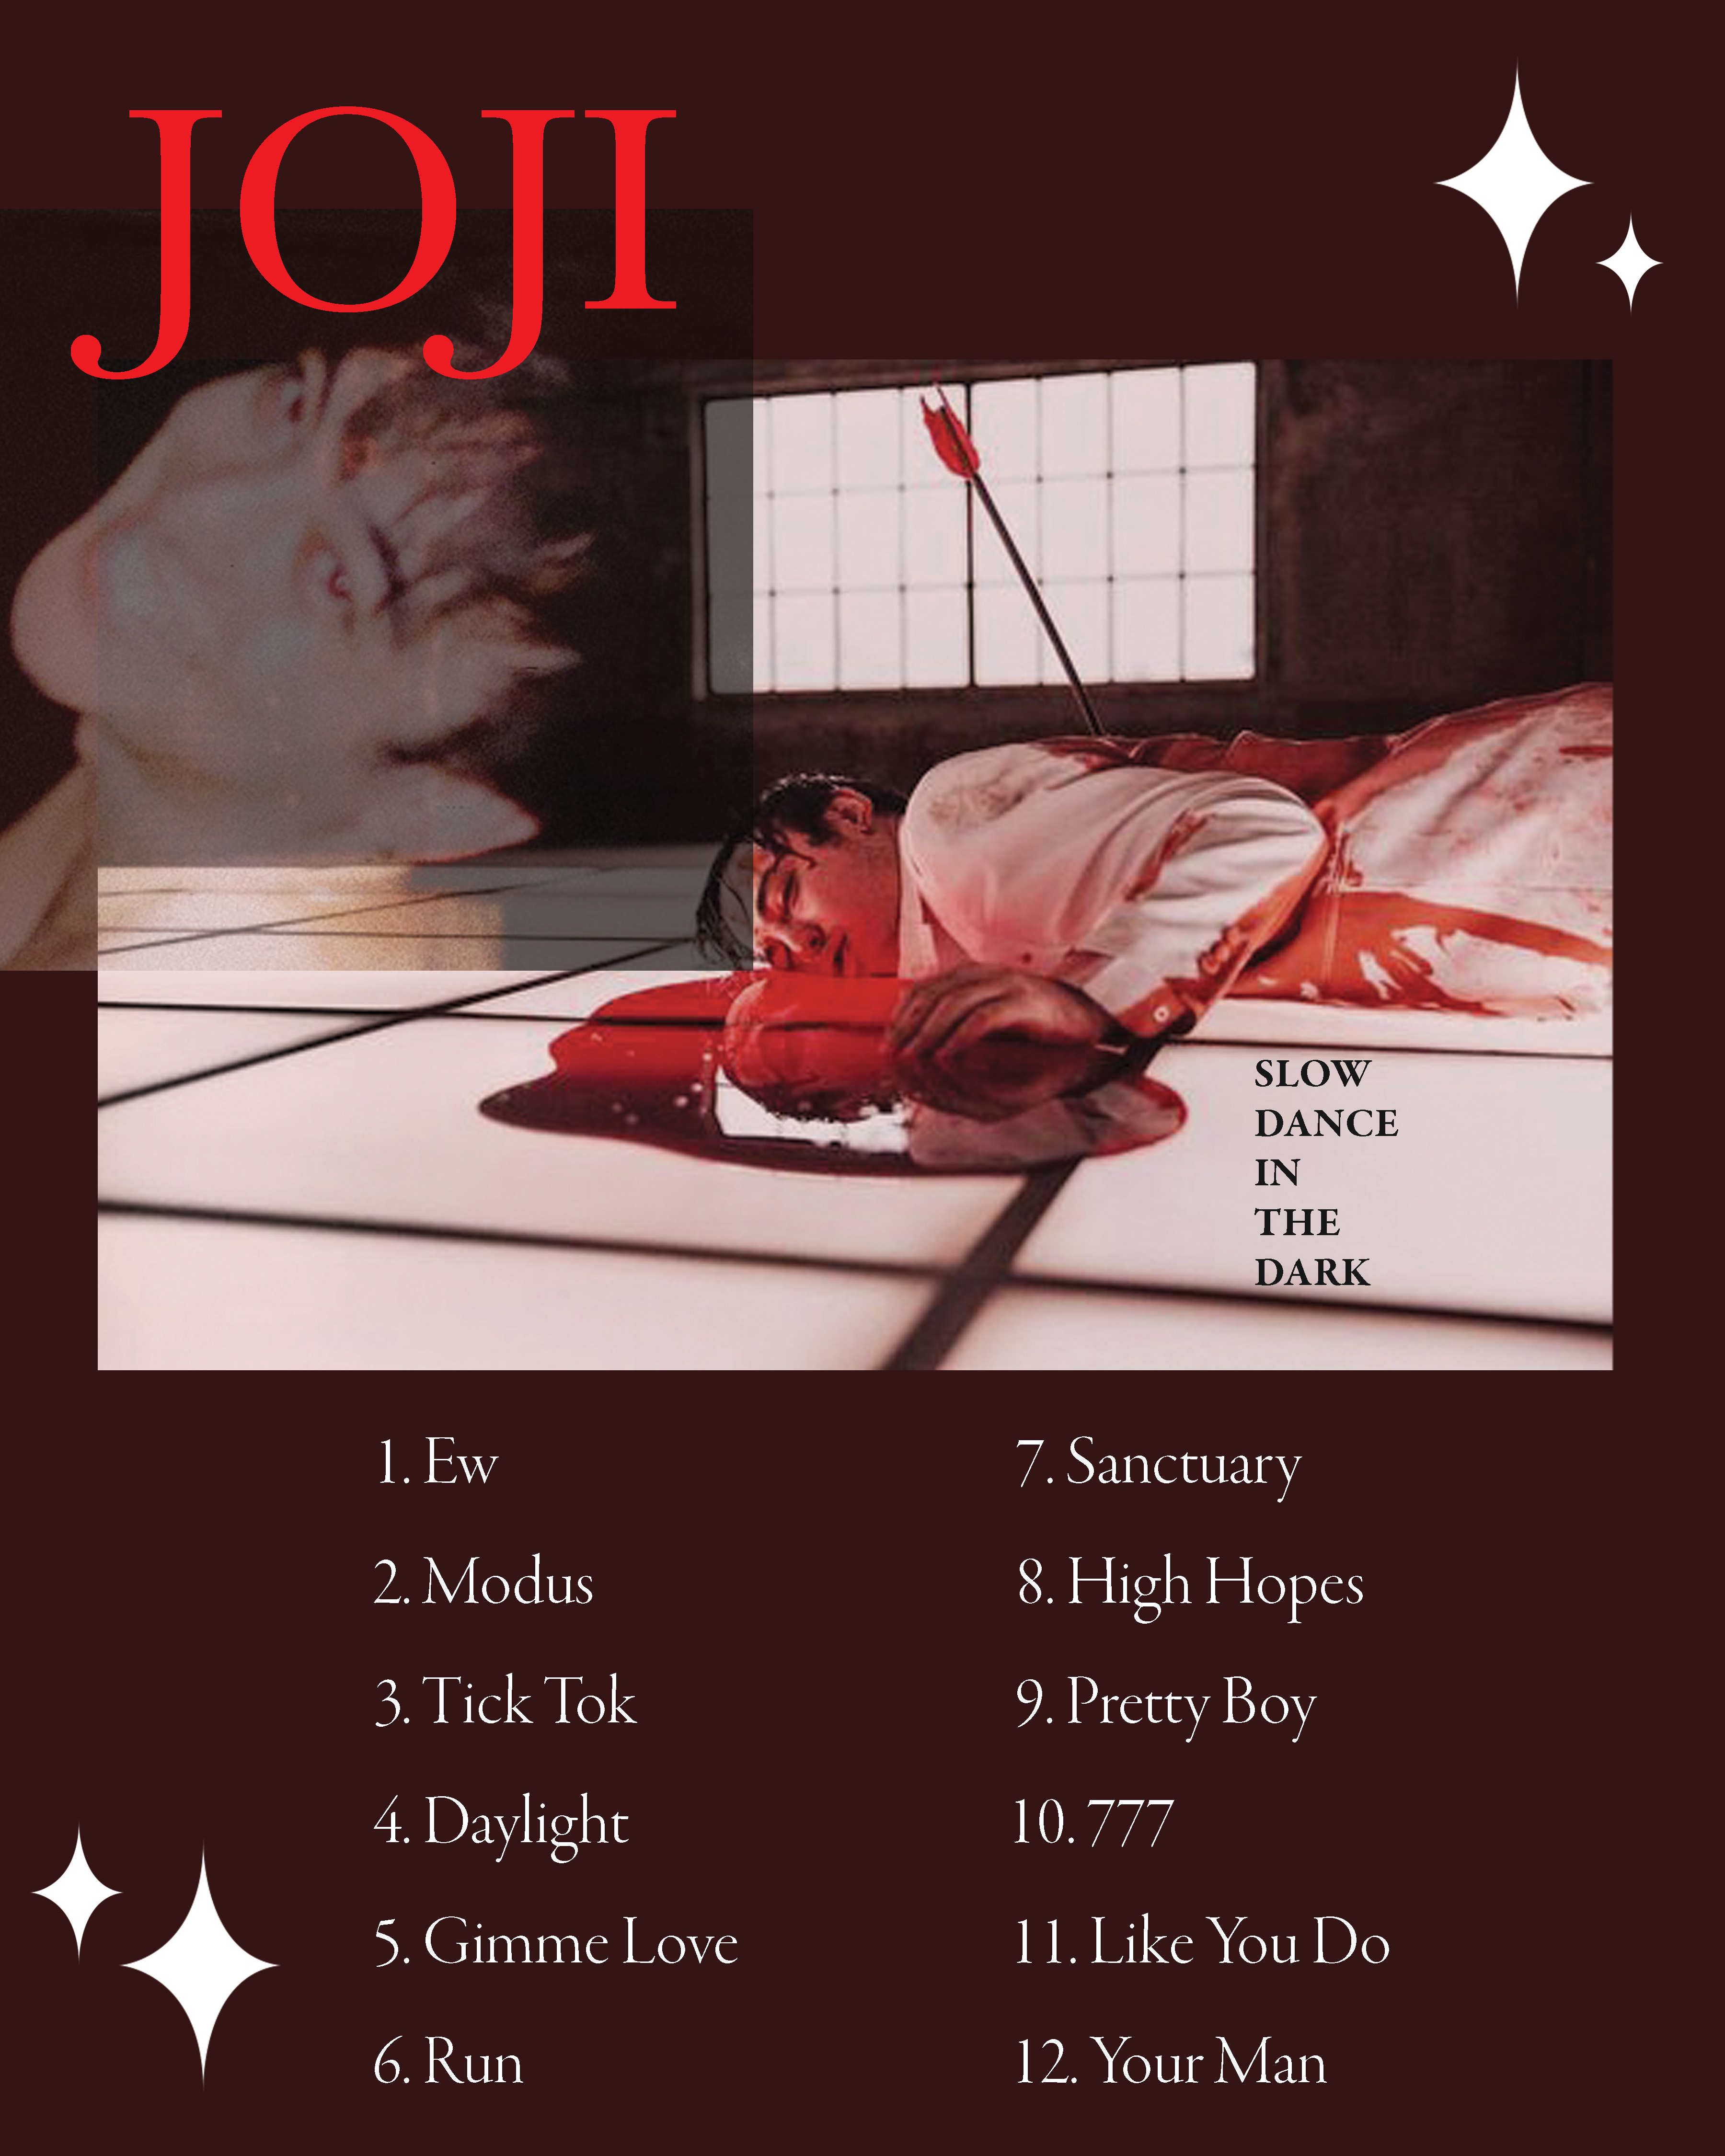 JOJI
SLOW
DANCE
IN
THE
DARK
1. Ew
2. Modus
3. Tick Tok
4. Daylight
5. Gimme Love
6. Run
7. Sanctuary
8. High Hopes
9. Pretty Boy
10. 777
11. Like You Do
12. Your Man